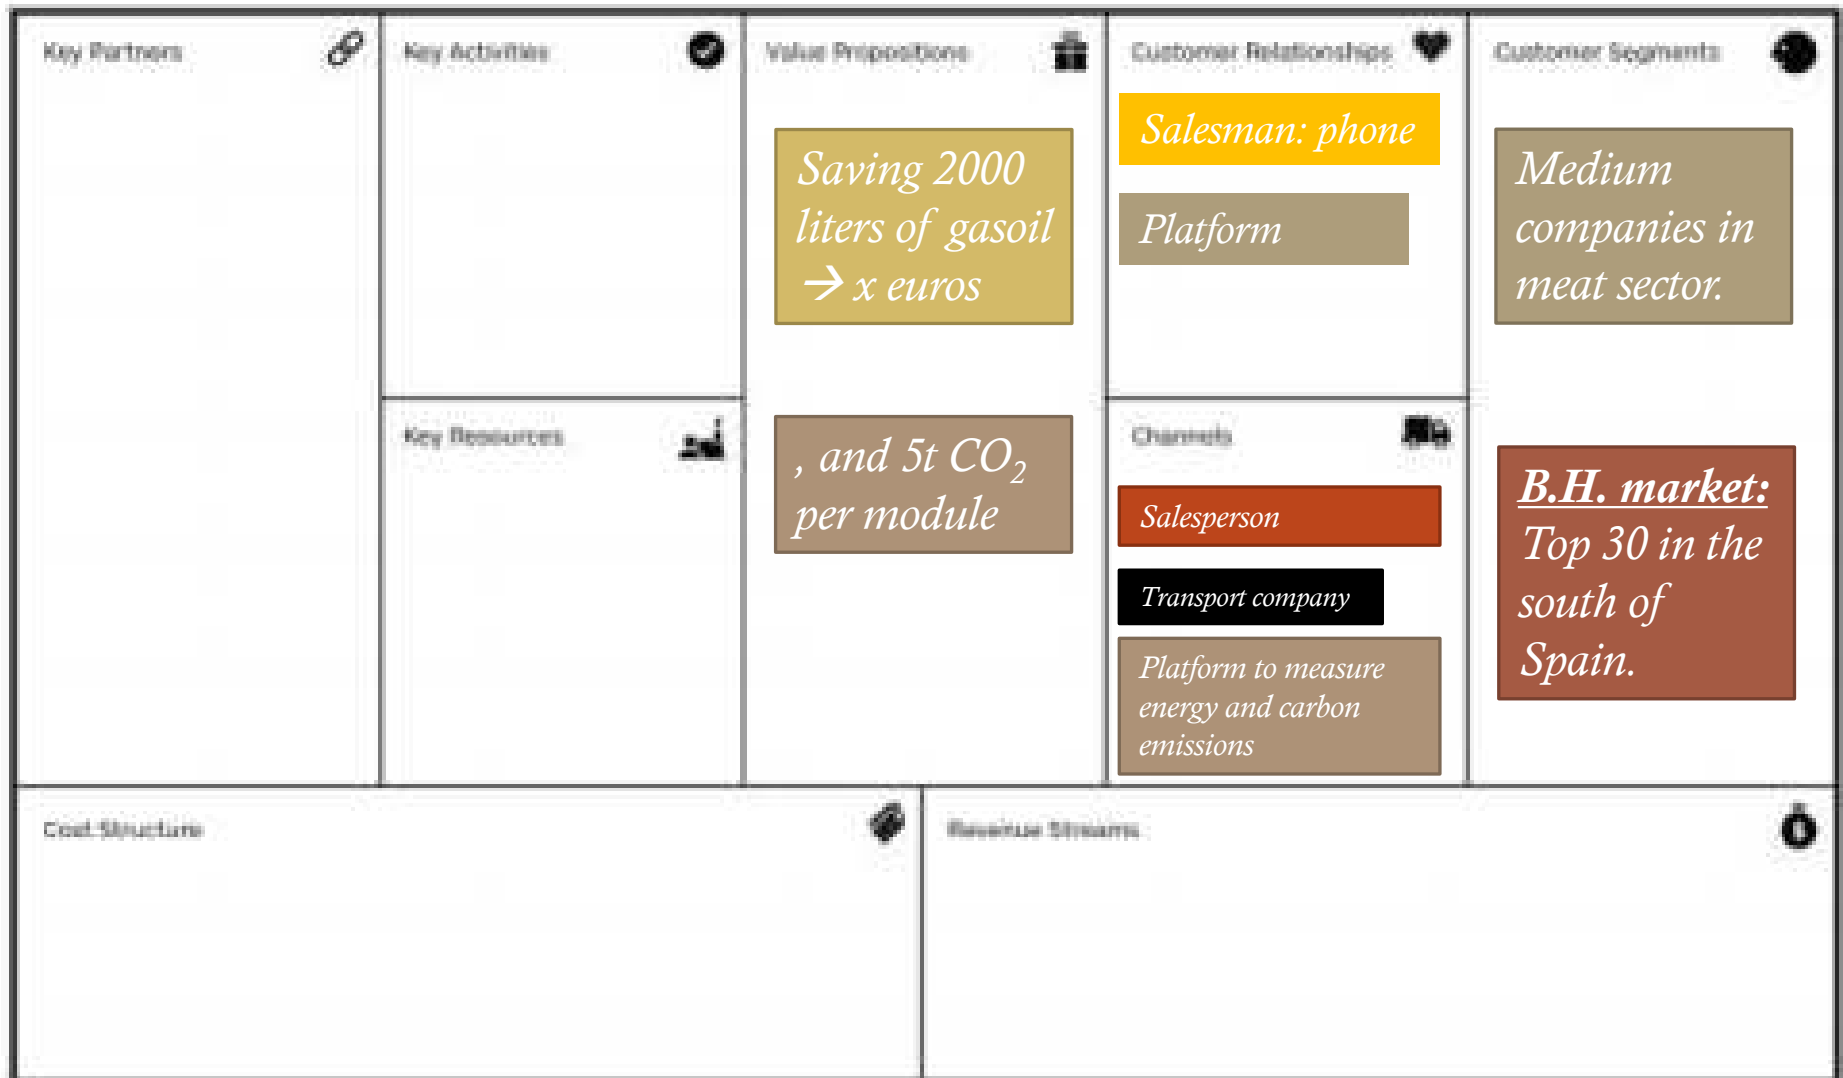 Key Partners
Key Activities
Value Propositions
Saving 2000
liters of gasoil
→ x euros
, and 5t CO₂
per module
Customer Relationships
Salesman: phone
Platform
Customer Segments
Medium
companies in
meat sector.
B.H. market:
Top 30 in the
south of
Spain.
Key Resources
Channels
Salesperson
Transport company
Platform to measure
energy and carbon
emissions
Cost Structure
Revenue Streams